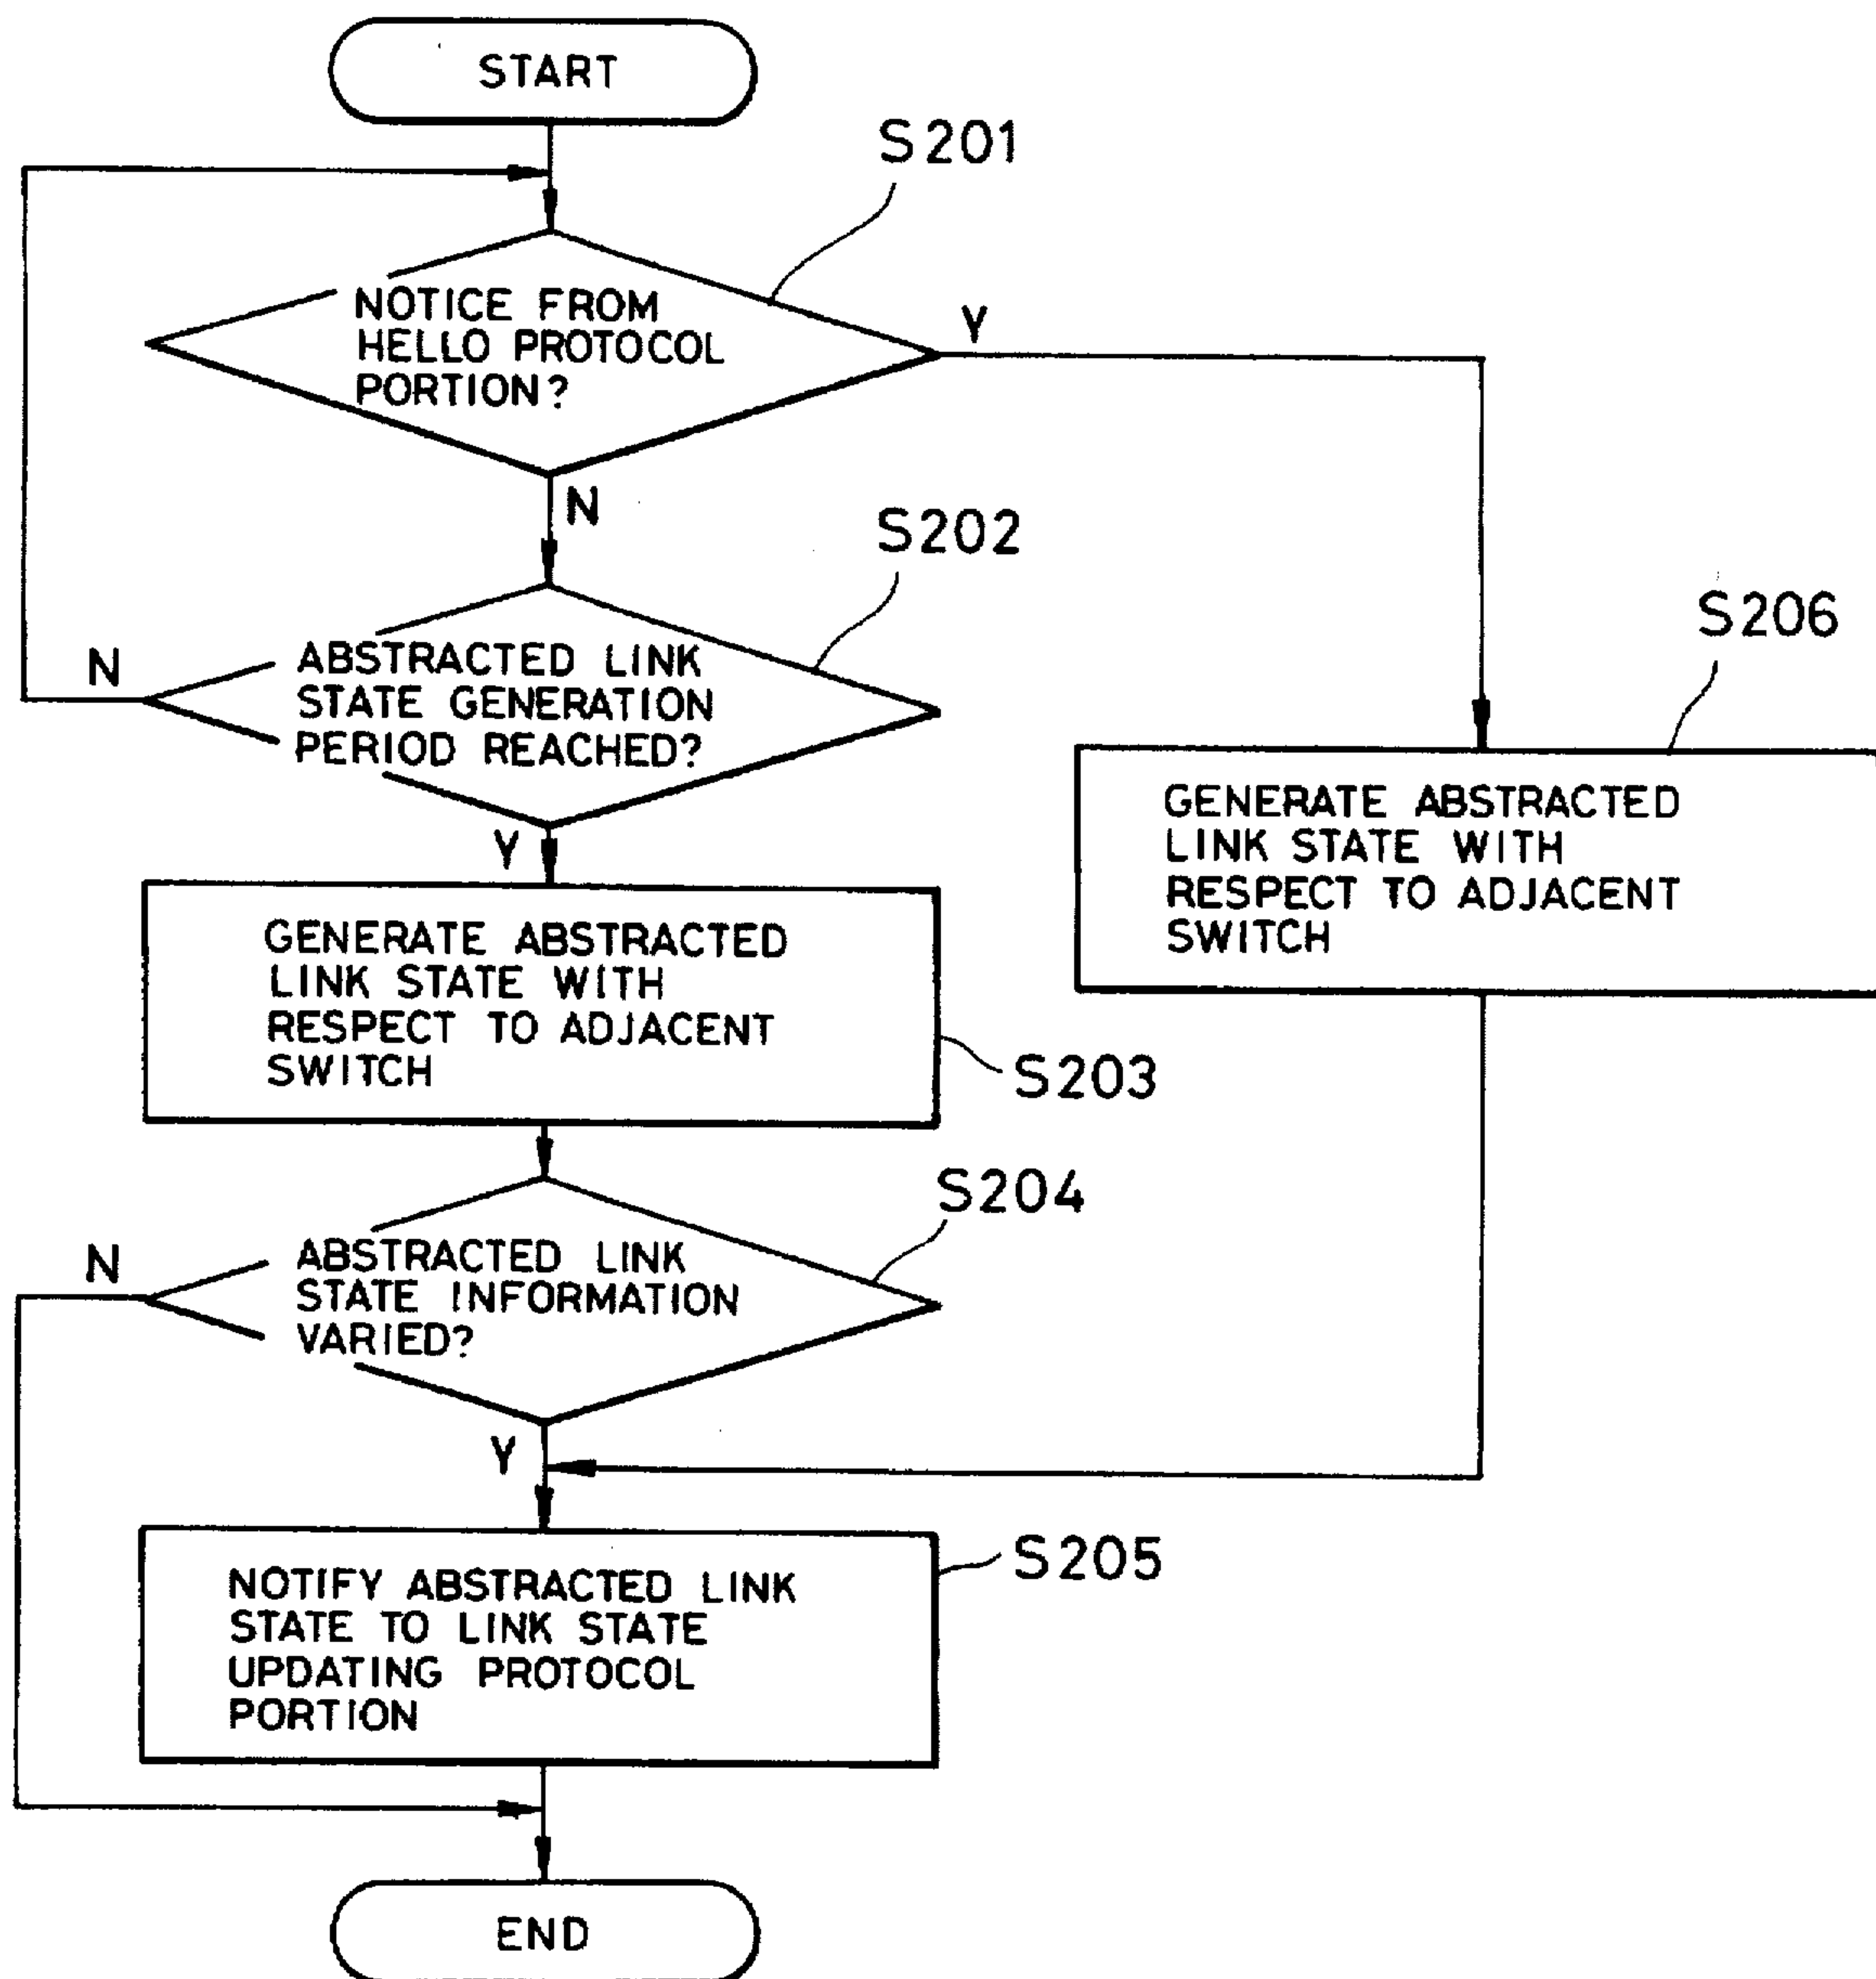 START
S201
NOTICE FROM
HELLO PROTOCOL
PORTION?
Y
N
S202
ABSTRACTED LINK
STATE GENERATION
PERIOD REACHED?
N
Y
S206
GENERATE ABSTRACTED
LINK STATE WITH
RESPECT TO ADJACENT
SWITCH
GENERATE ABSTRACTED
LINK STATE WITH
RESPECT TO ADJACENT
SWITCH
S203
S204
ABSTRACTED LINK
STATE INFORMATION
VARIED?
N
Y
S205
NOTIFY ABSTRACTED LINK
STATE TO LINK STATE
UPDATING PROTOCOL
PORTION
END